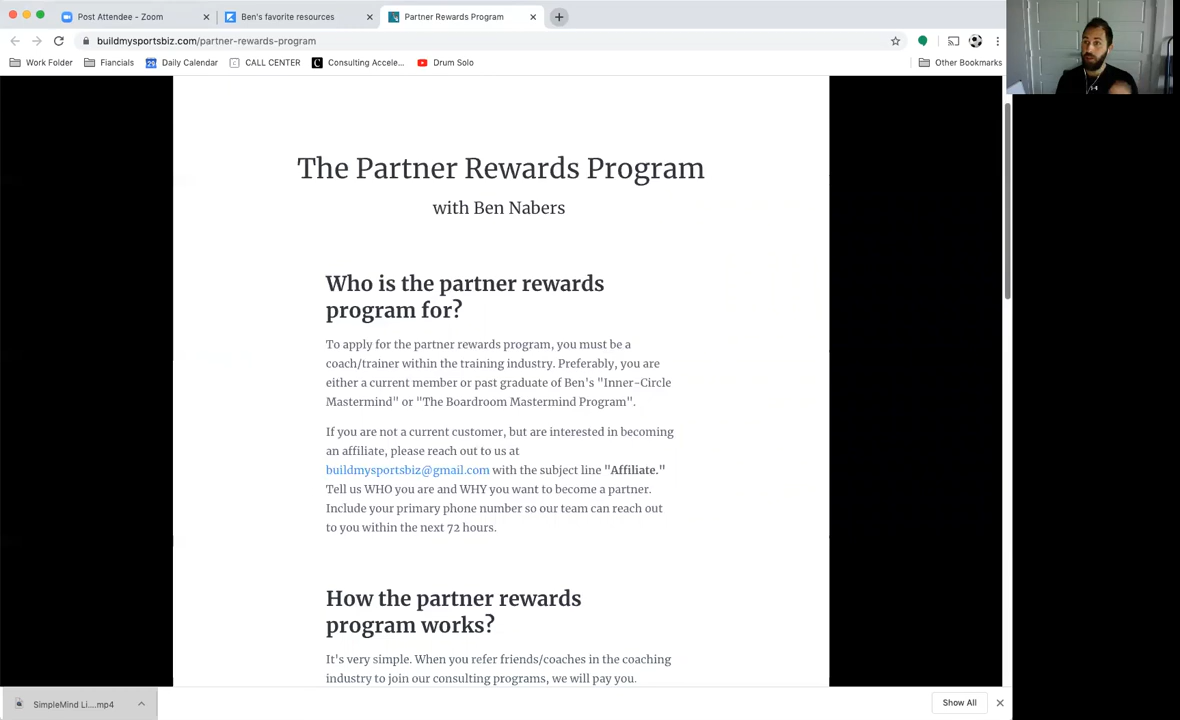 Post Attendee - Zoom
Ben's favorite resources
Partner Rewards Program
buildmysportsbiz.com/partner-rewards-program
Work Folder
Fiancials
Daily Calendar
CALL CENTER
Consulting Accele...
Drum Solo
Other Bookmarks
The Partner Rewards Program
with Ben Nabers
Who is the partner rewards
program for?
To apply for the partner rewards program, you must be a
coach/trainer within the training industry. Preferably, you are
either a current member or past graduate of Ben's "Inner-Circle
Mastermind" or "The Boardroom Mastermind Program".
If you are not a current customer, but are interested in becoming
an affiliate, please reach out to us at
buildmysportsbiz@gmail.com with the subject line "Affiliate."
Tell us WHO you are and WHY you want to become a partner.
Include your primary phone number so our team can reach out
to you within the next 72 hours.
How the partner rewards
program works?
It's very simple. When you refer friends/coaches in the coaching
industry to join our consulting programs, we will pay you.
SimpleMind Li....mp4
Show All